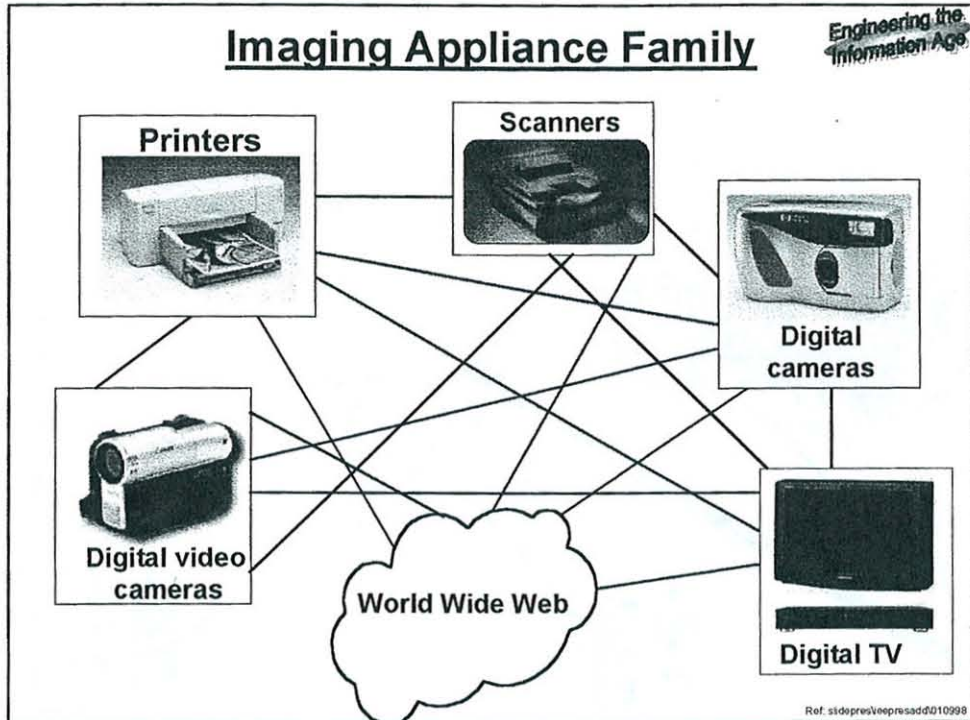 Imaging Appliance Family
Engineering the
Information Age
Printers
Scanners
Digital
cameras
Digital video
cameras
World Wide Web
Digital TV
Ref: slidepres\eepresadd\010998